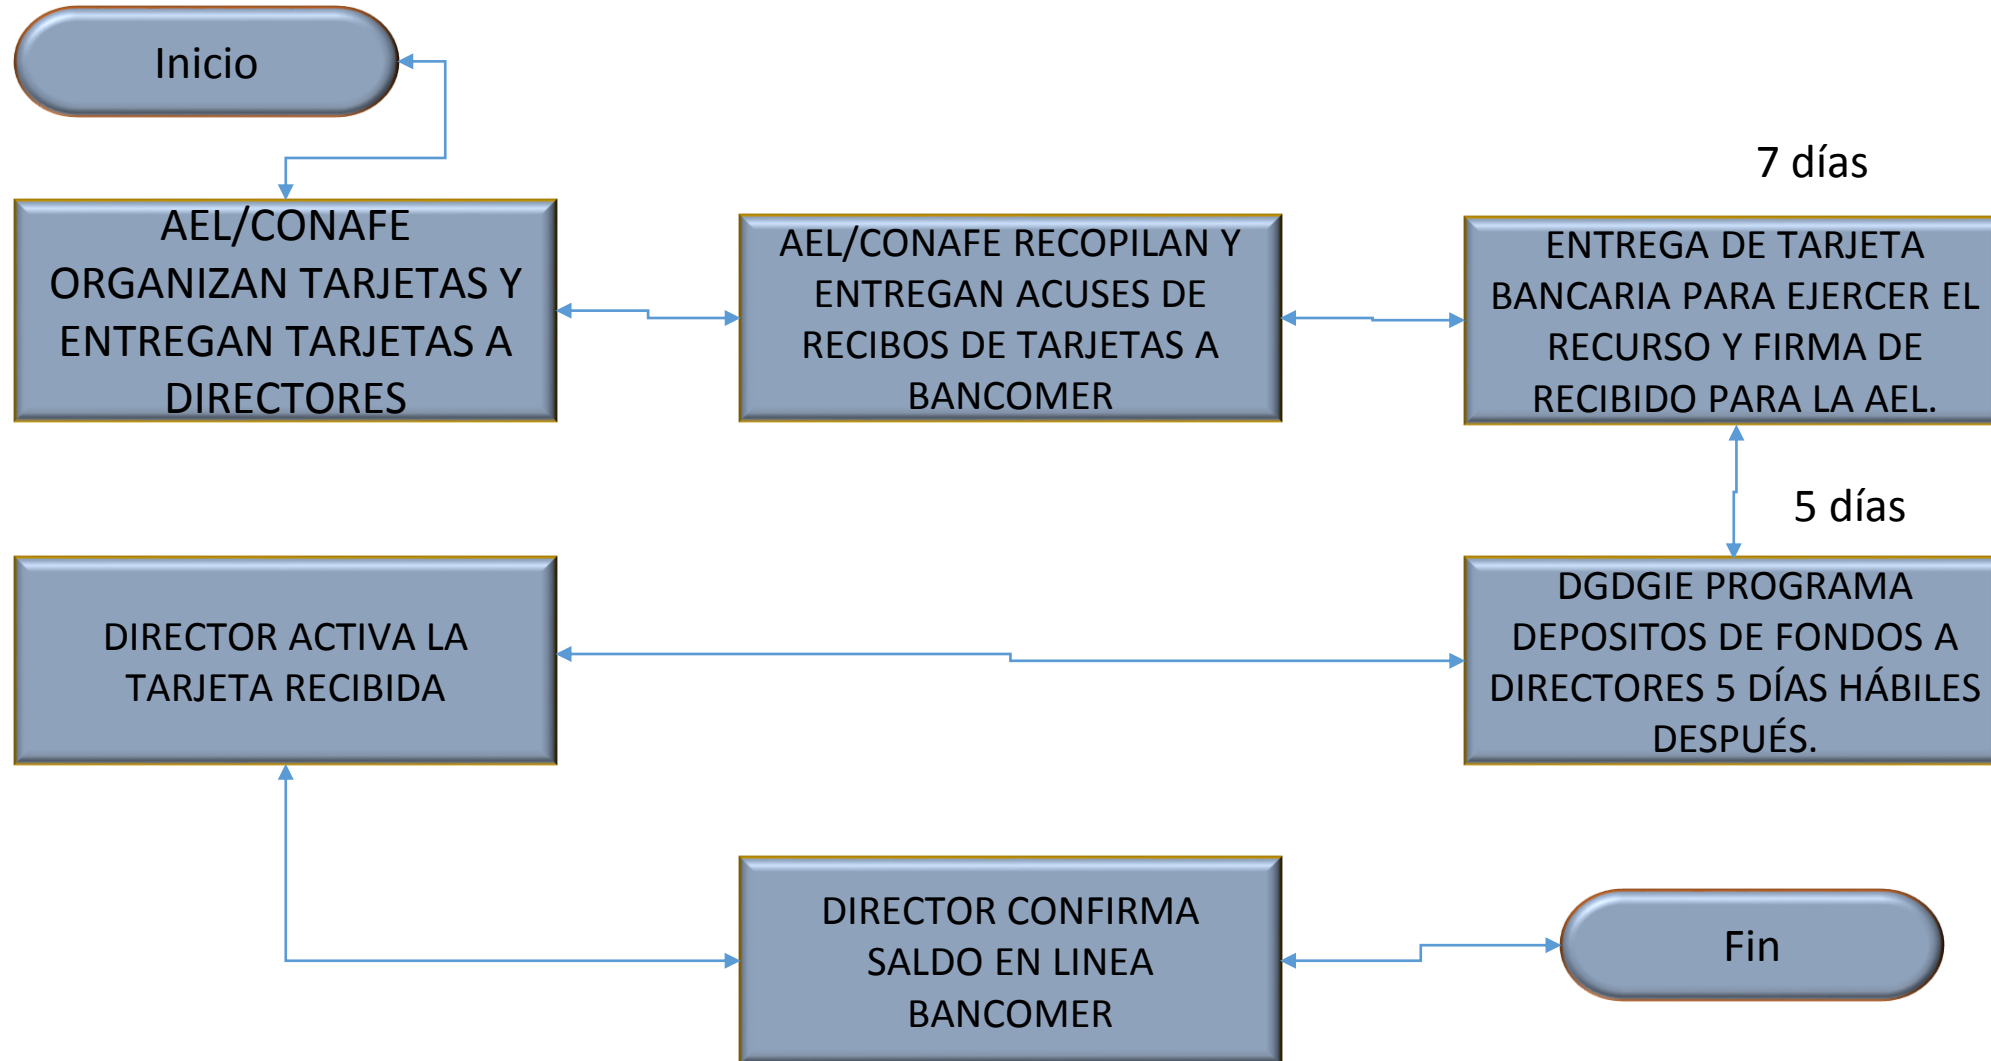 Inicio
AEL/CONAFE
ORGANIZAN TARJETAS Y
ENTREGAN TARJETAS A
DIRECTORES
AEL/CONAFE RECOPILAN Y
ENTREGAN ACUSES DE
RECIBOS DE TARJETAS A
BANCOMER
7 días
ENTREGA DE TARJETA
BANCARIA PARA EJERCER EL
RECURSO Y FIRMA DE
RECIBIDO PARA LA AEL.
5 días
DGDGIE PROGRAMA
DEPOSITOS DE FONDOS A
DIRECTORES 5 DÍAS HÁBILES
DESPUÉS.
DIRECTOR ACTIVA LA
TARJETA RECIBIDA
DIRECTOR CONFIRMA
SALDO EN LINEA
BANCOMER
Fin